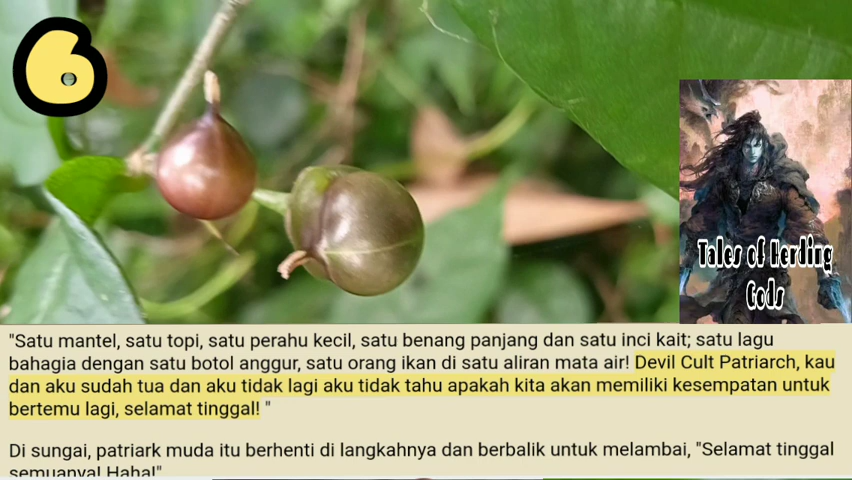 6
Tales of Herding
Gods
"Satu mantel, satu topi, satu perahu kecil, satu benang panjang dan satu inci kait; satu lagu
bahagia dengan satu botol anggur, satu orang ikan di satu aliran mata air! Devil Cult Patriarch, kau
dan aku sudah tua dan aku tidak lagi aku tidak tahu apakah kita akan memiliki kesempatan untuk
bertemu lagi, selamat tinggal! "
Di sungai, patriark muda itu berhenti di langkahnya dan berbalik untuk melambai, "Selamat tinggal
semuanya! Haha!"